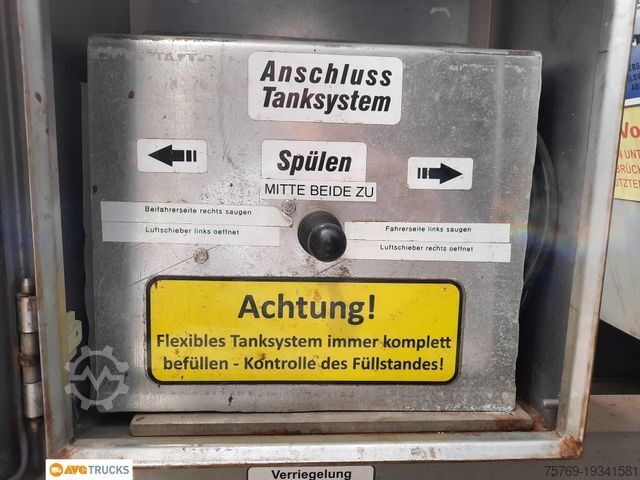 Anschluss
Tanksystem
Spülen
MITTE BEIDE ZU
Beifahrerseite rechts saugen
Luftschieber links oeffnet
Fahrerseite links saugen
Luftschieber rechts oeffnet
Achtung!
Flexibles Tanksystem immer komplett
befüllen - Kontrolle des Füllstandes!
Verriegelung
AVG TRUCKS
75769-19341581